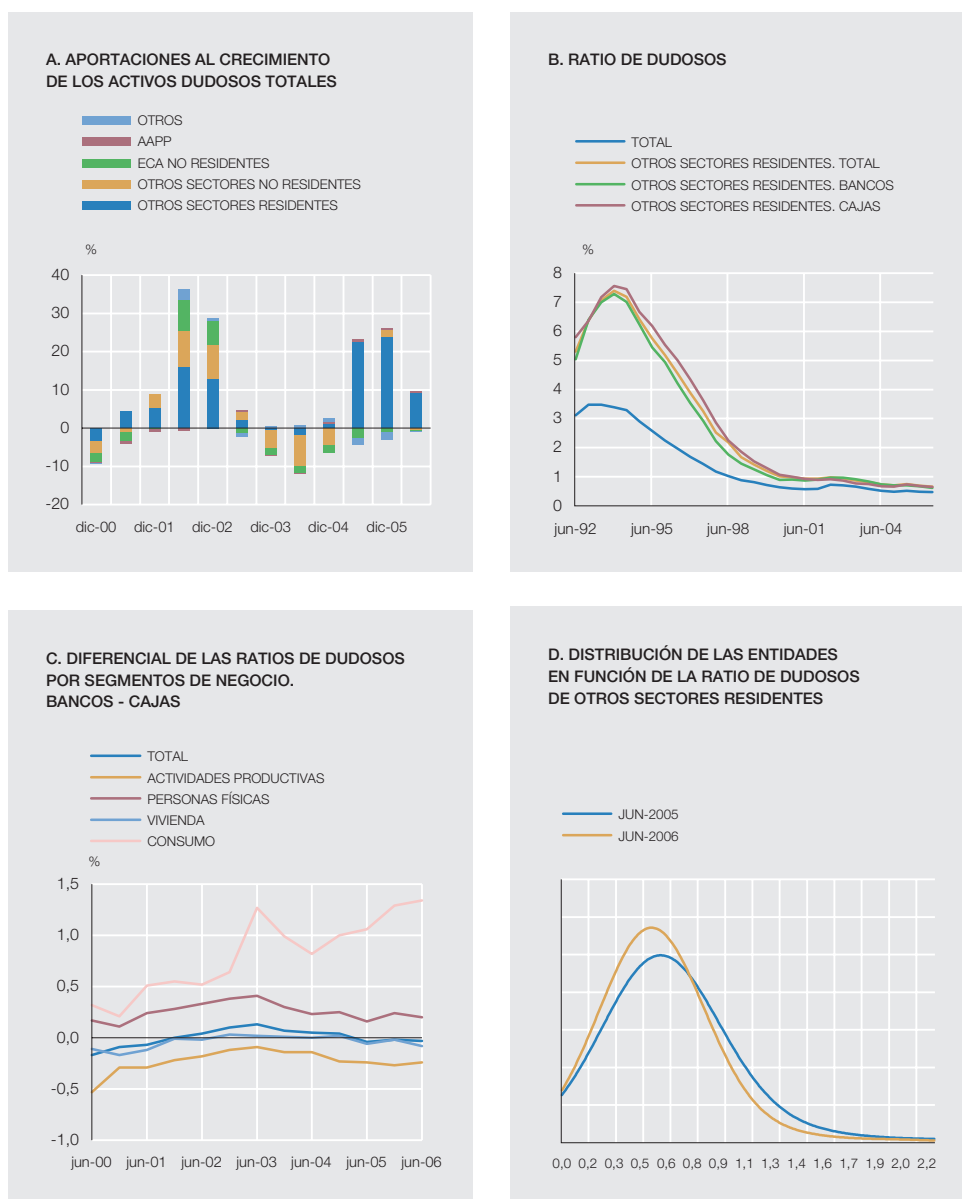 A. APORTACIONES AL CRECIMIENTO
DE LOS ACTIVOS DUDOSOS TOTALES
OTROS
AAPP
ECA NO RESIDENTES
OTROS SECTORES NO RESIDENTES
OTROS SECTORES RESIDENTES
%
40
30
20
10
0
-10
-20
dic-00 dic-01 dic-02 dic-03 dic-04 dic-05
B. RATIO DE DUDOSOS
TOTAL
OTROS SECTORES RESIDENTES. TOTAL
OTROS SECTORES RESIDENTES. BANCOS
OTROS SECTORES RESIDENTES. CAJAS
%
8
7
6
5
4
3
2
1
0
jun-92 jun-95 jun-98 jun-01 jun-04
C. DIFERENCIAL DE LAS RATIOS DE DUDOSOS
POR SEGMENTOS DE NEGOCIO.
BANCOS - CAJAS
TOTAL
ACTIVIDADES PRODUCTIVAS
PERSONAS FÍSICAS
VIVIENDA
CONSUMO
%
1,5
1,0
0,5
0,0
-0,5
-1,0
jun-00 jun-01 jun-02 jun-03 jun-04 jun-05 jun-06
D. DISTRIBUCIÓN DE LAS ENTIDADES
EN FUNCIÓN DE LA RATIO DE DUDOSOS
DE OTROS SECTORES RESIDENTES
JUN-2005
JUN-2006
0,0 0,2 0,3 0,5 0,6 0,8 0,9 1,1 1,3 1,4 1,6 1,7 1,9 2,0 2,2